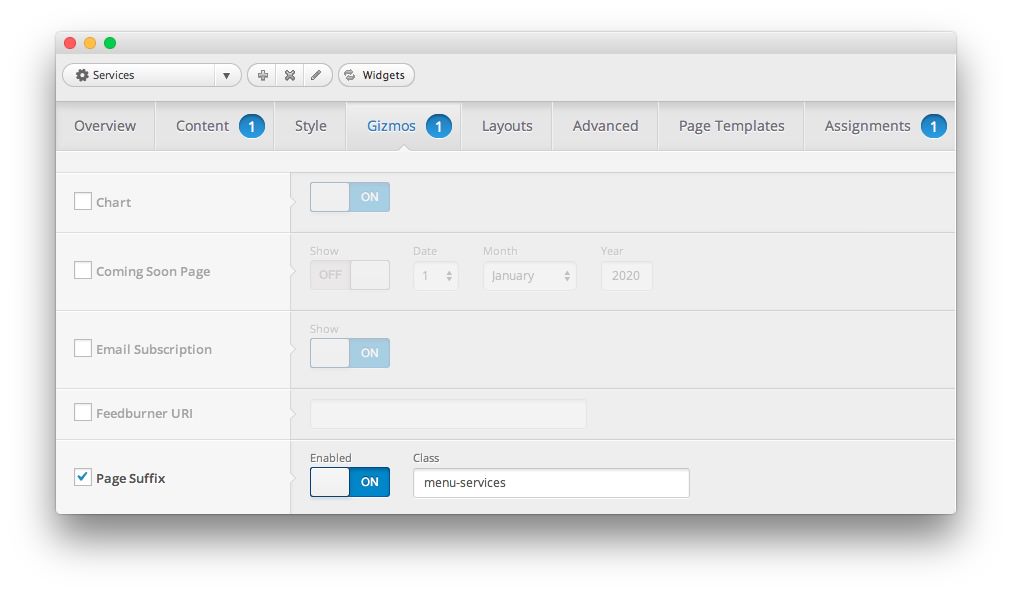 Services Widgets
Overview Content 1 Style Gizmos 1 Layouts Advanced Page Templates Assignments 1
Chart ON
Show Date Month Year
Coming Soon Page OFF 1 January 2020
Show
Email Subscription ON
Feedburner URI
Enabled Class
Page Suffix ON menu-services